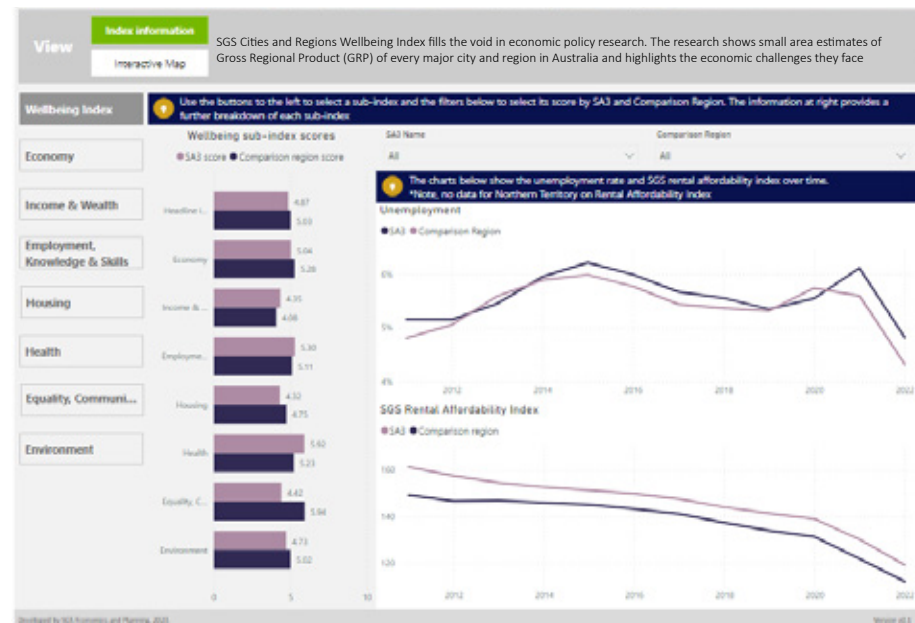 View
Index information
Interactive Map
SGS Cities and Regions Wellbeing Index fills the void in economic policy research. The research shows small area estimates of
Gross Regional Product (GRP) of every major city and region in Australia and highlights the economic challenges they face
Wellbeing Index
Economy
Income & Wealth
Employment,
Knowledge & Skills
Housing
Health
Equality, Communi...
Environment
Use the buttons to the left to select a sub-index and the filters below to select its score by SA3 and Comparison Region. The information at right provides a
further breakdown of each sub-index
Wellbeing sub-index scores
SA3 score Comparison region score
Headline i...
4.87
5.03
Economy
5.04
5.28
Income & ...
4.35
4.08
Employme...
5.30
5.11
Housing
4.32
4.75
Health
5.92
5.23
Equality, C...
4.42
5.94
Environment
4.73
5.02
0 5 10
SA3 Name
All
Comparison Region
All
The charts below show the unemployment rate and SGS rental affordability index over time.
*Note, no data for Northern Territory on Rental Affordability Index
Unemployment
SA3 Comparison Region
6%
5%
4%
2012 2014 2016 2018 2020 2022
SGS Rental Affordability Index
SA3 Comparison region
160
140
120
2012 2014 2016 2018 2020 2022
Developed by SGS Economics and Planning, 2023